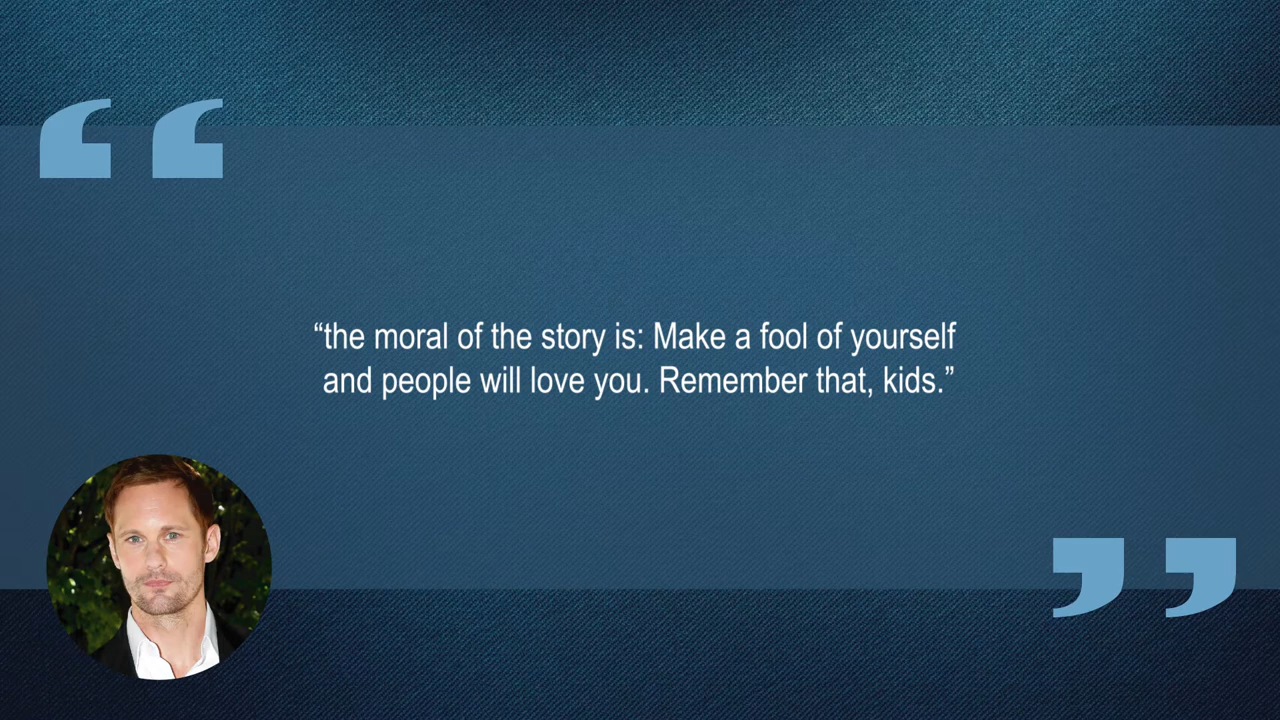 “the moral of the story is: Make a fool of yourself
and people will love you. Remember that, kids.”